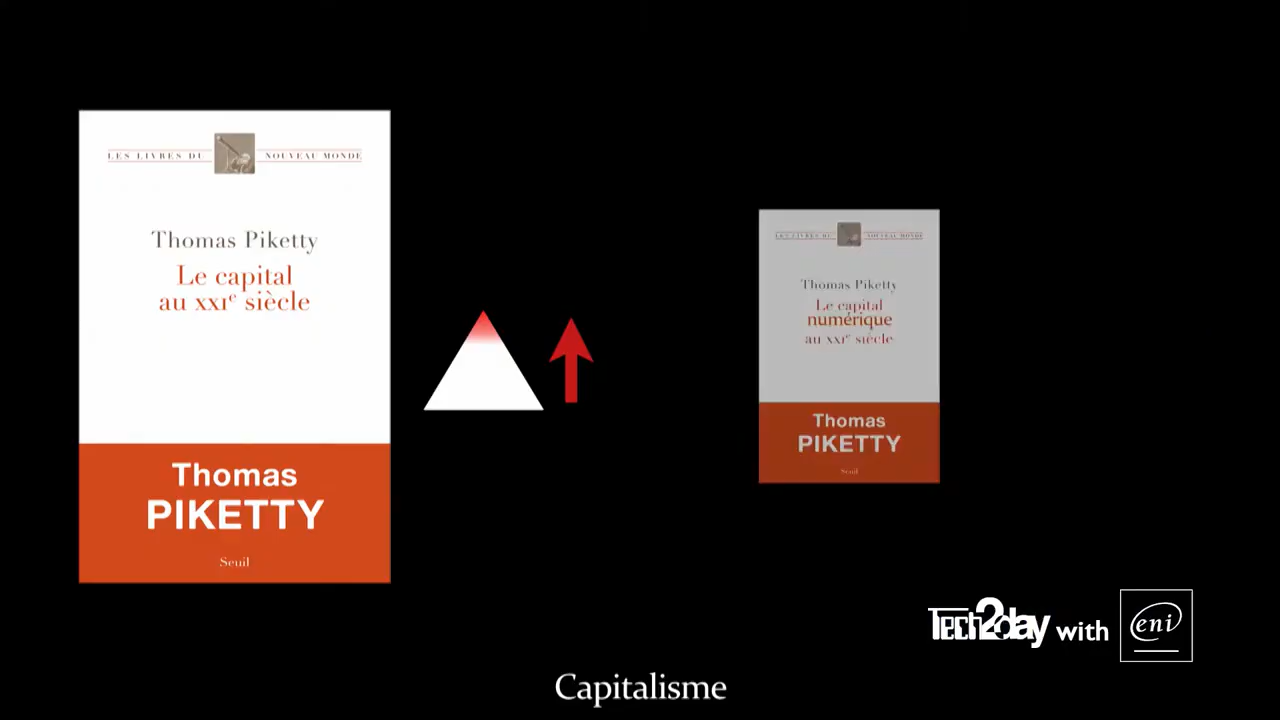 LES LIVRES DU NOUVEAU MONDE
Thomas Piketty
Le capital
au XXIe siècle
Thomas
PIKETTY
Seuil
LES LIVRES DU NOUVEAU MONDE
Thomas Piketty
Le capital
numérique
au XXIe siècle
Thomas
PIKETTY
Seuil
Tech2day with eni
Capitalisme